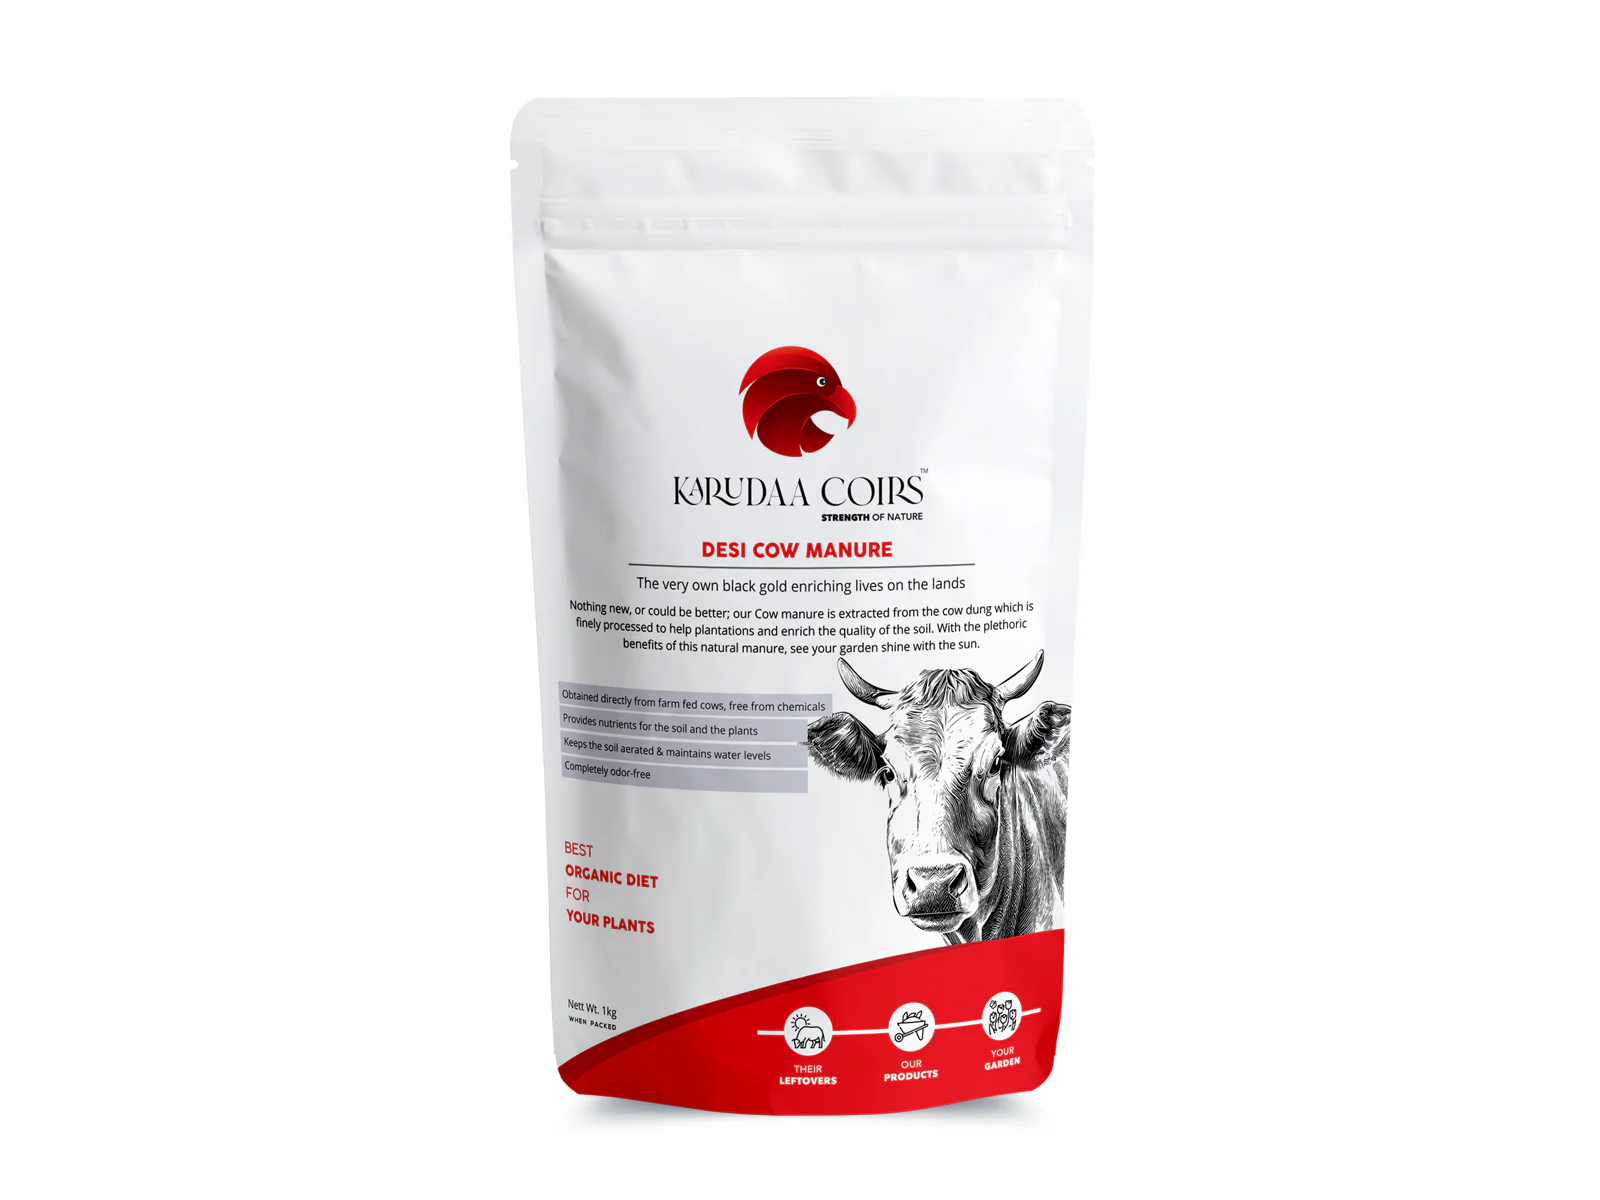 KARUDAA COIRS™
STRENGTH OF NATURE
DESI COW MANURE
The very own black gold enriching lives on the lands
Nothing new, or could be better; our Cow manure is extracted from the cow dung which is
finely processed to help plantations and enrich the quality of the soil. With the plethoric
benefits of this natural manure, see your garden shine with the sun.
Obtained directly from farm fed cows, free from chemicals
Provides nutrients for the soil and the plants
Keeps the soil aerated & maintains water levels
Completely odor-free
BEST
ORGANIC DIET
FOR
YOUR PLANTS
Nett Wt. 1kg
WHEN PACKED
THEIR
LEFTOVERS
OUR
PRODUCTS
YOUR
GARDEN